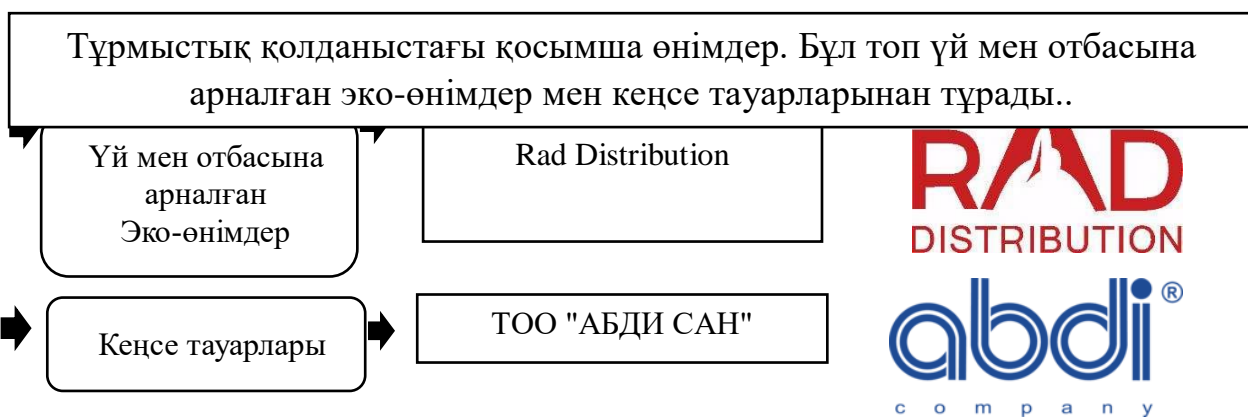 Тұрмыстық қолданыстағы қосымша өнімдер. Бұл топ үй мен отбасына
арналған эко-өнімдер мен кеңсе тауарларынан тұрады..
Үй мен отбасына
арналған
Эко-өнімдер
Rad Distribution
RAD
DISTRIBUTION
Кеңсе тауарлары
ТОО "АБДИ САН"
abdi®
company